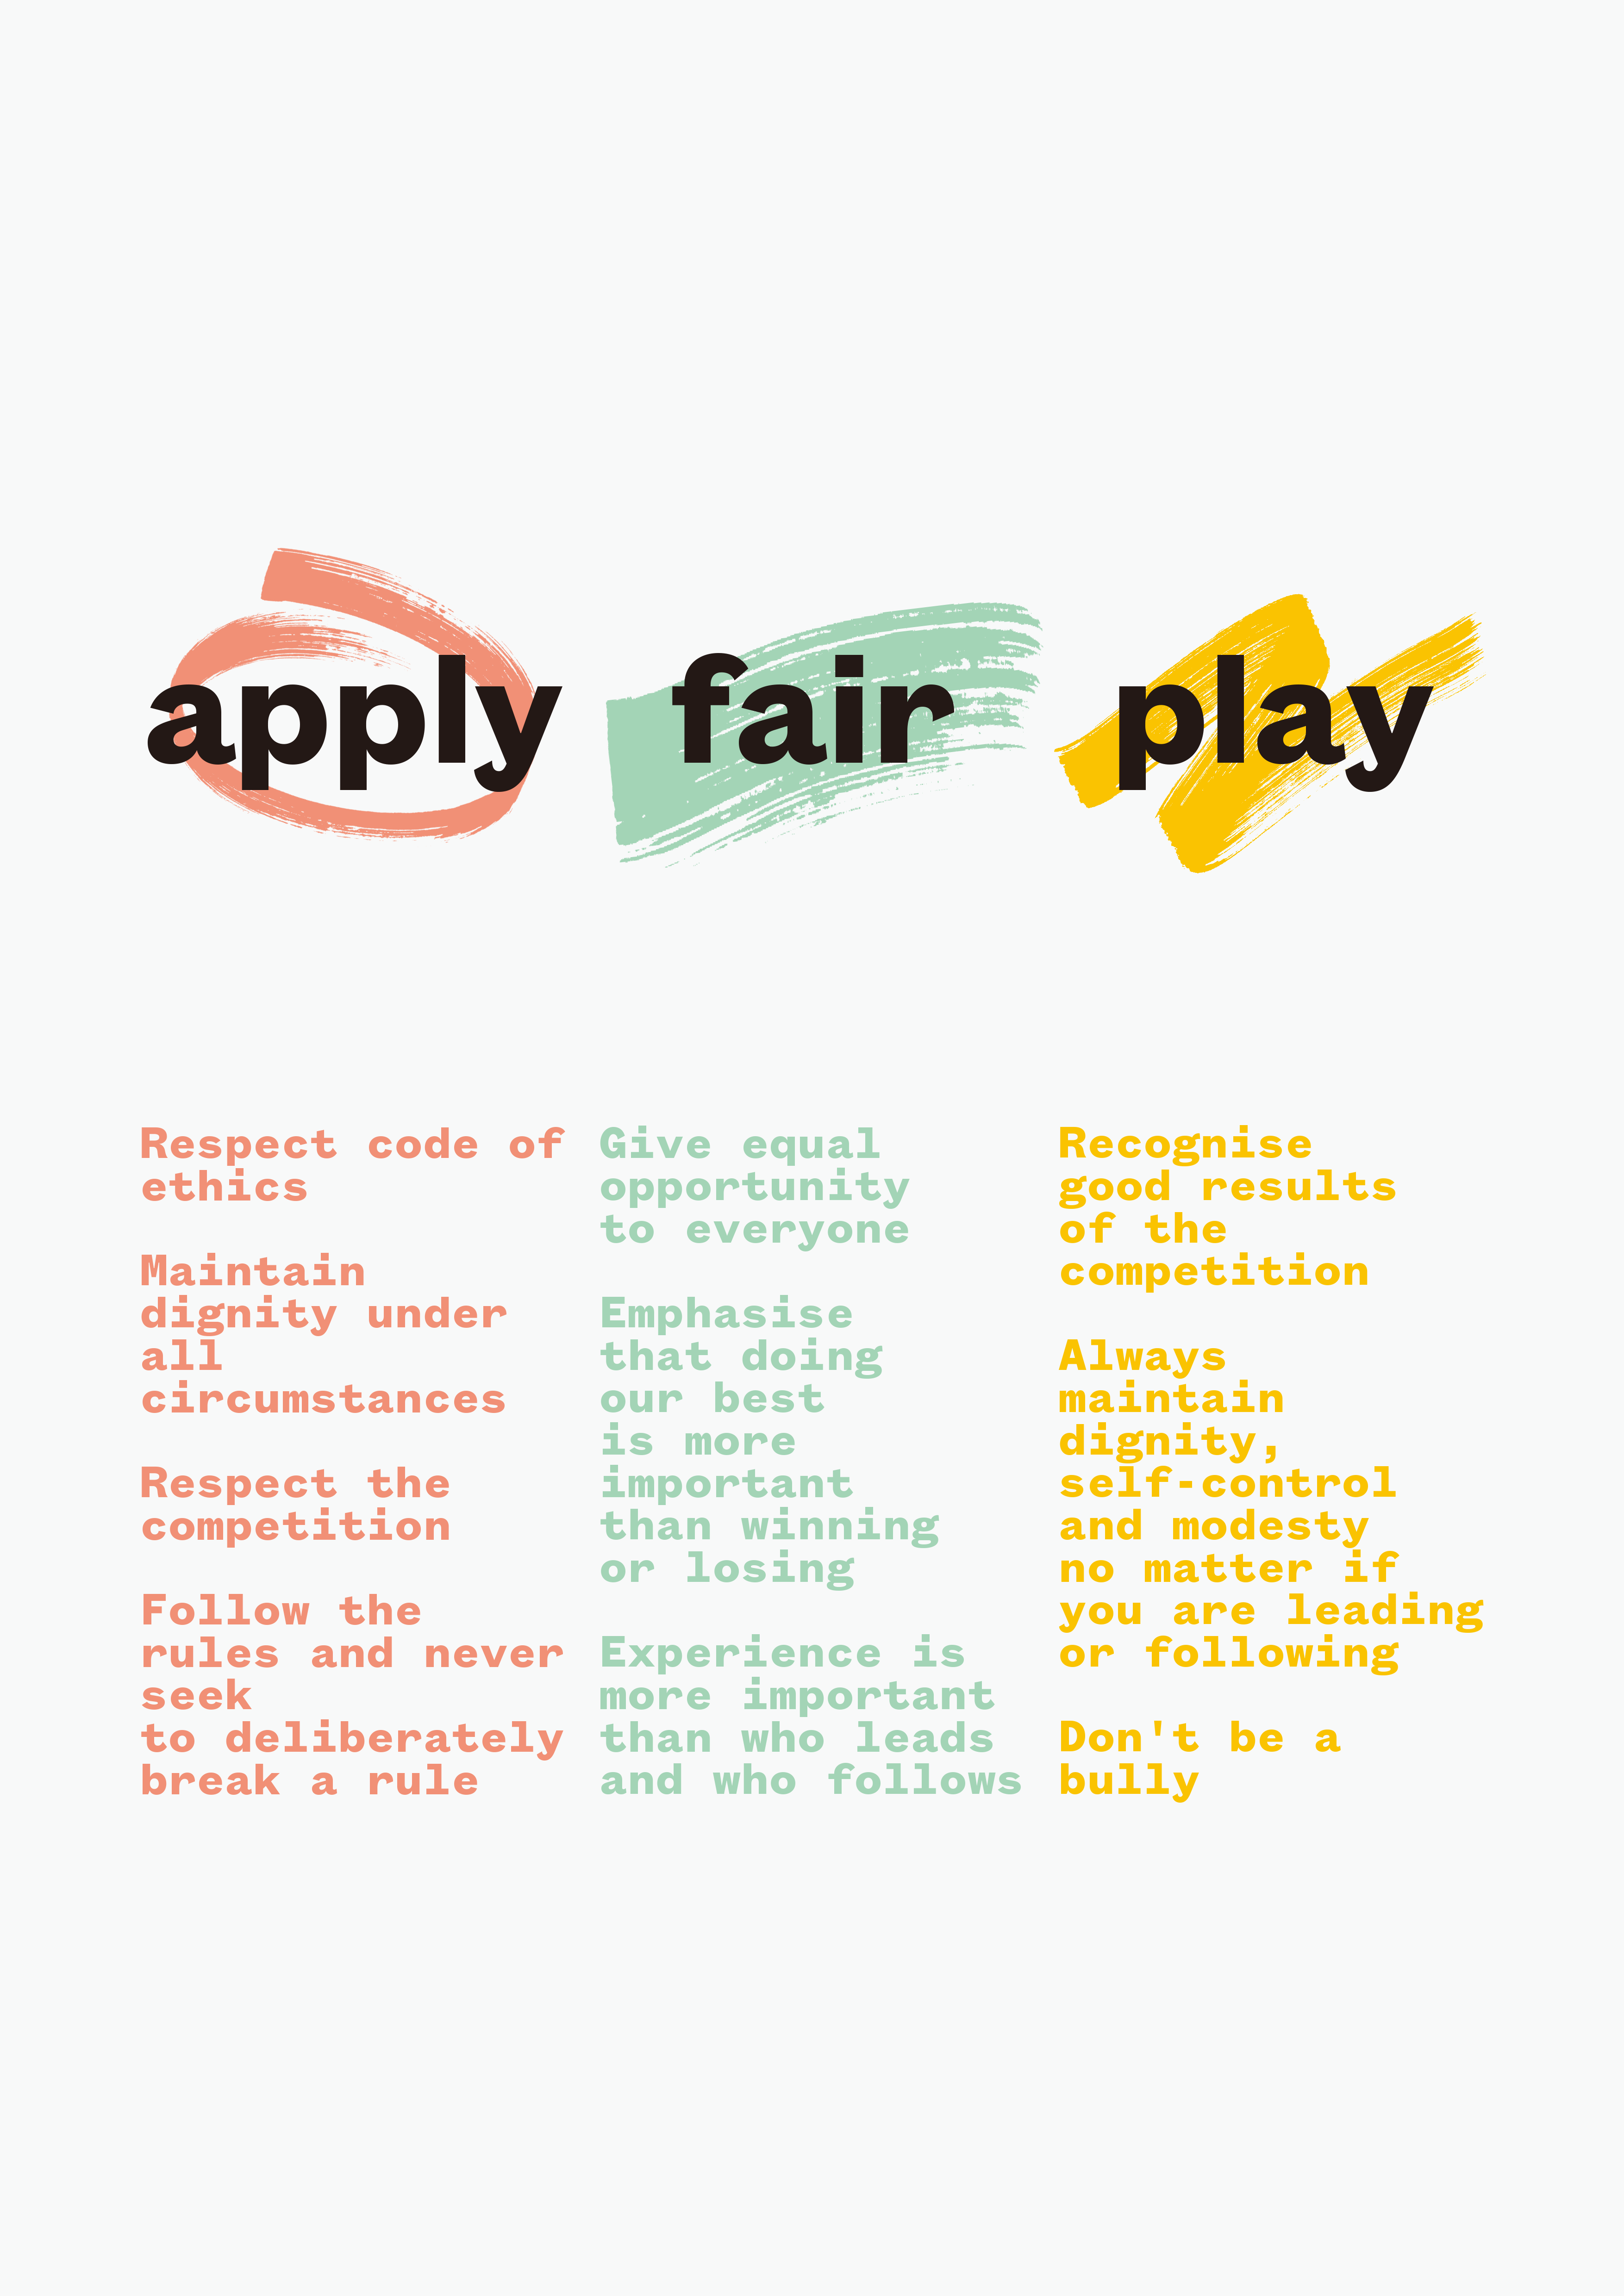 apply fair play
Respect code of
ethics
Maintain
dignity under
all
circumstances
Respect the
competition
Follow the
rules and never
seek
to deliberately
break a rule
Give equal
opportunity
to everyone
Emphasise
that doing
our best
is more
important
than winning
or losing
Experience is
more important
than who leads
and who follows
Recognise
good results
of the
competition
Always
maintain
dignity,
self-control
and modesty
no matter if
you are leading
or following
Don't be a
bully